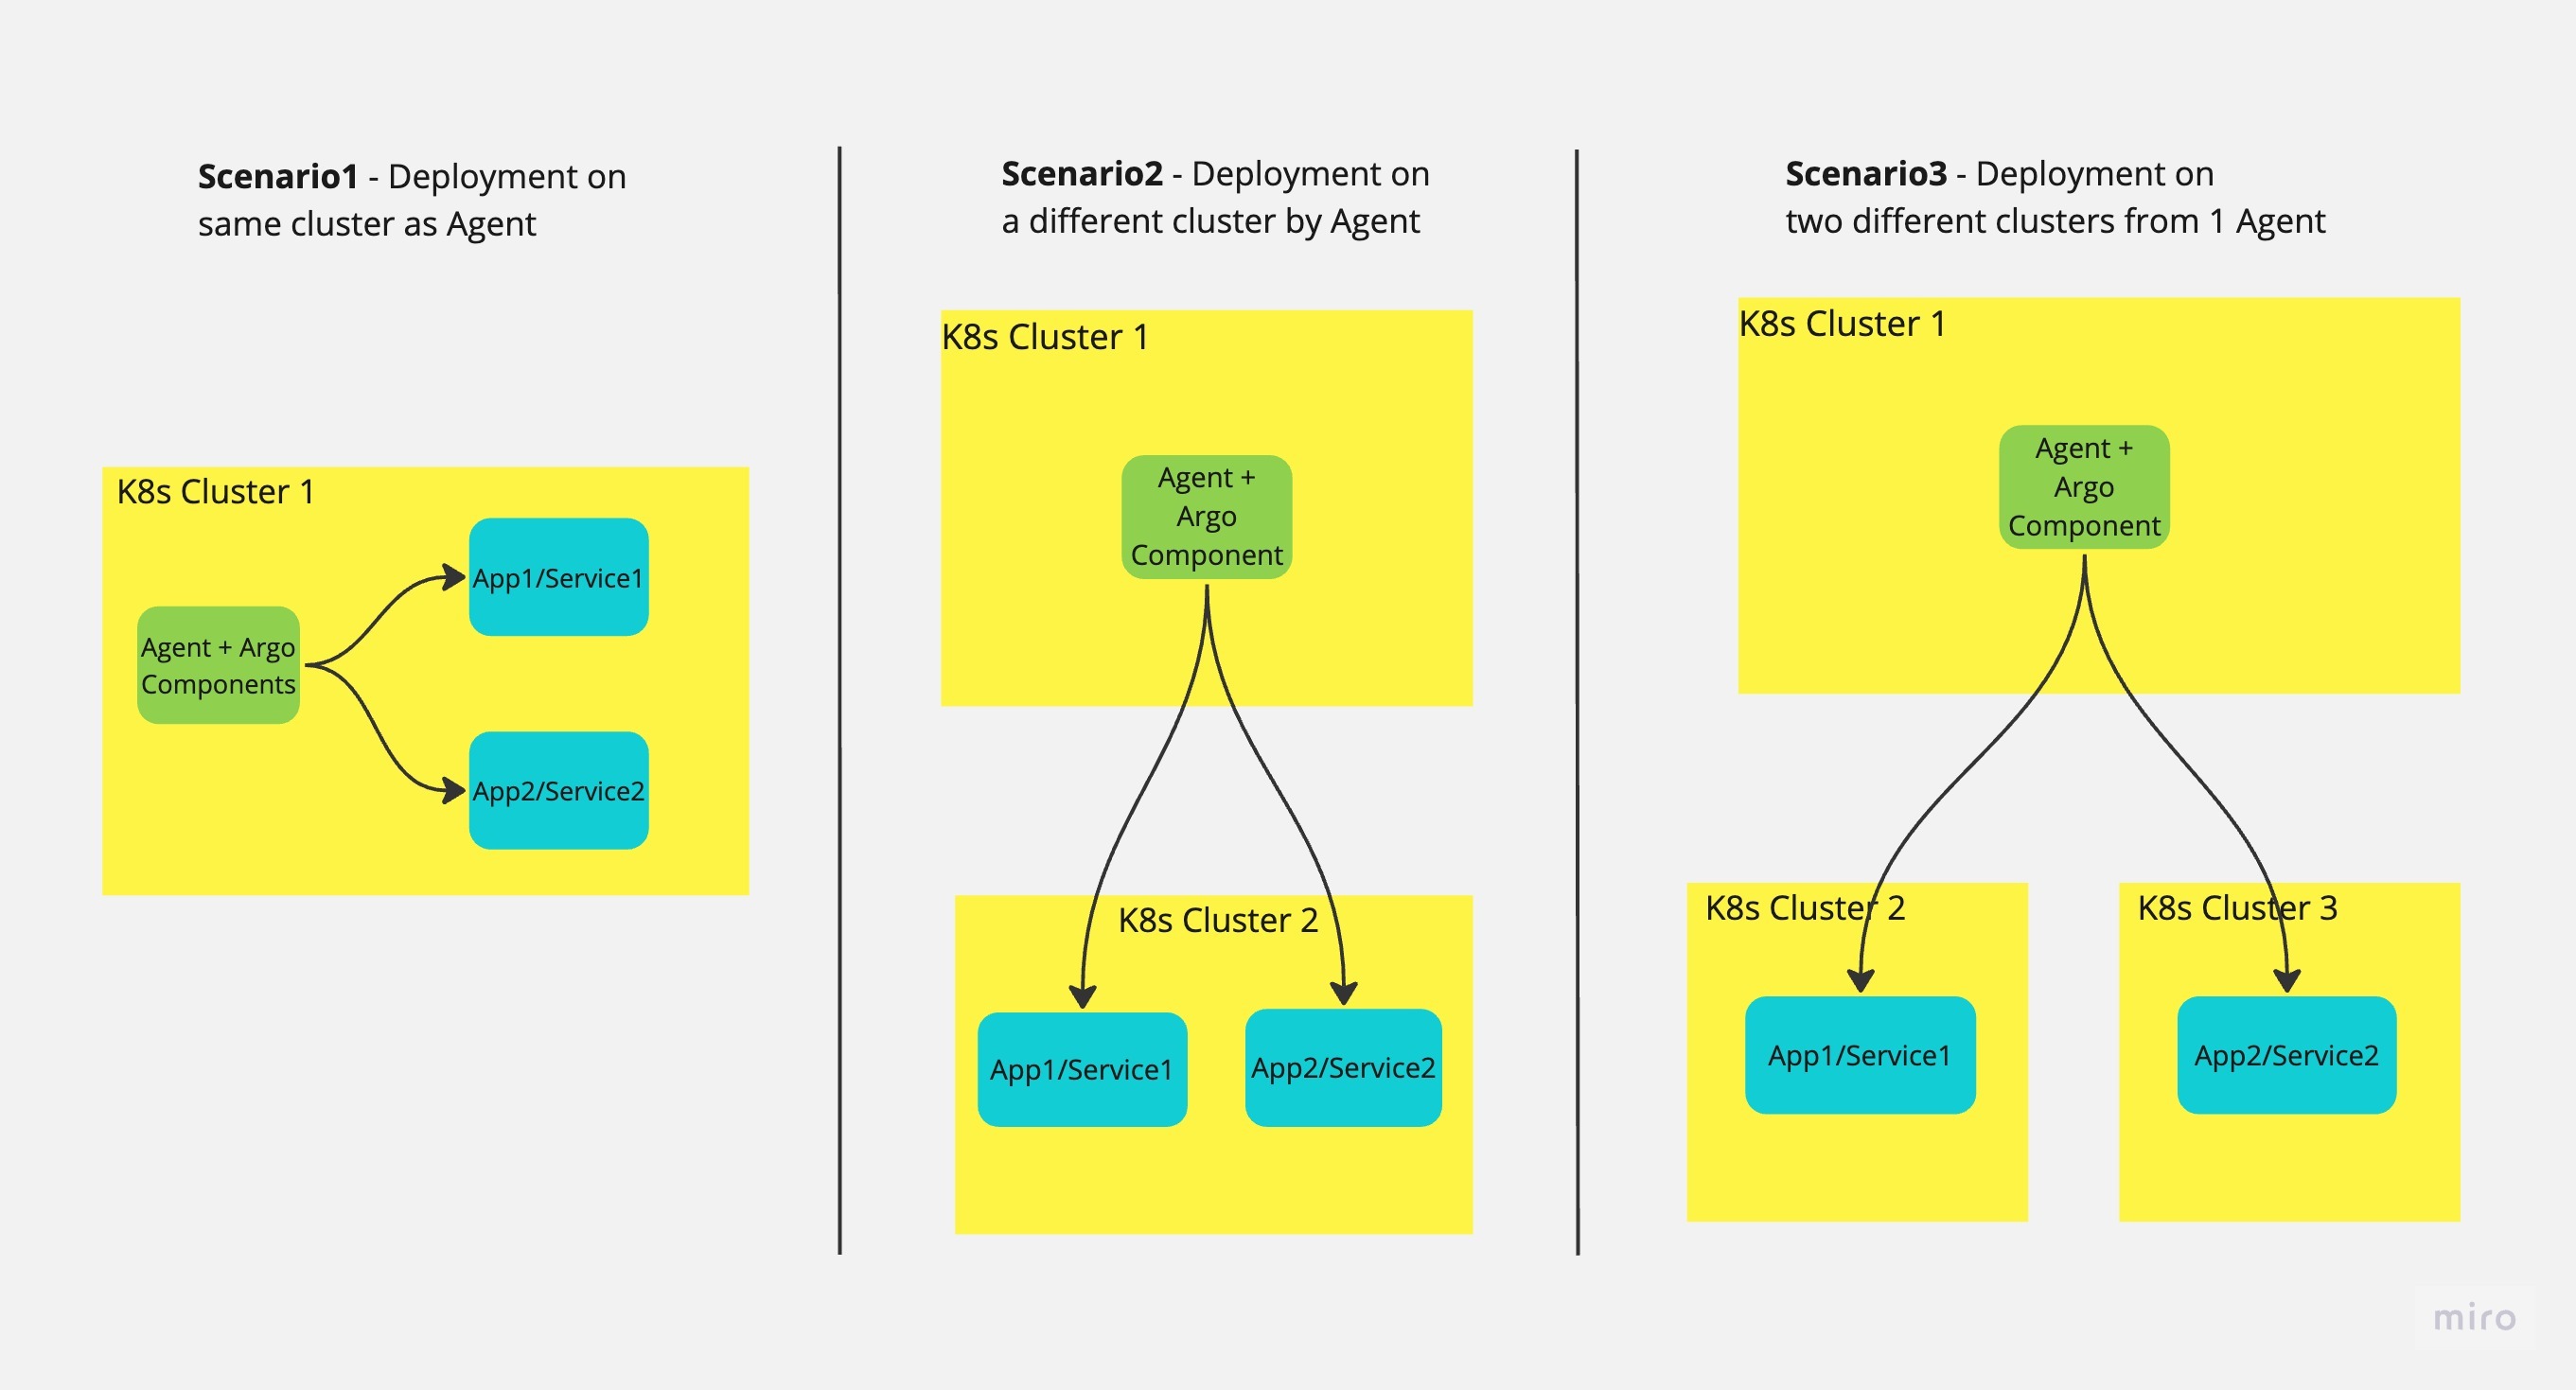 Scenario1 - Deployment on
same cluster as Agent
K8s Cluster 1
App1/Service1
Agent + Argo
Components
App2/Service2
Scenario2 - Deployment on
a different cluster by Agent
K8s Cluster 1
Agent +
Argo
Component
K8s Cluster 2
App1/Service1
App2/Service2
Scenario3 - Deployment on
two different clusters from 1 Agent
K8s Cluster 1
Agent +
Argo
Component
K8s Cluster 2
App1/Service1
K8s Cluster 3
App2/Service2
miro